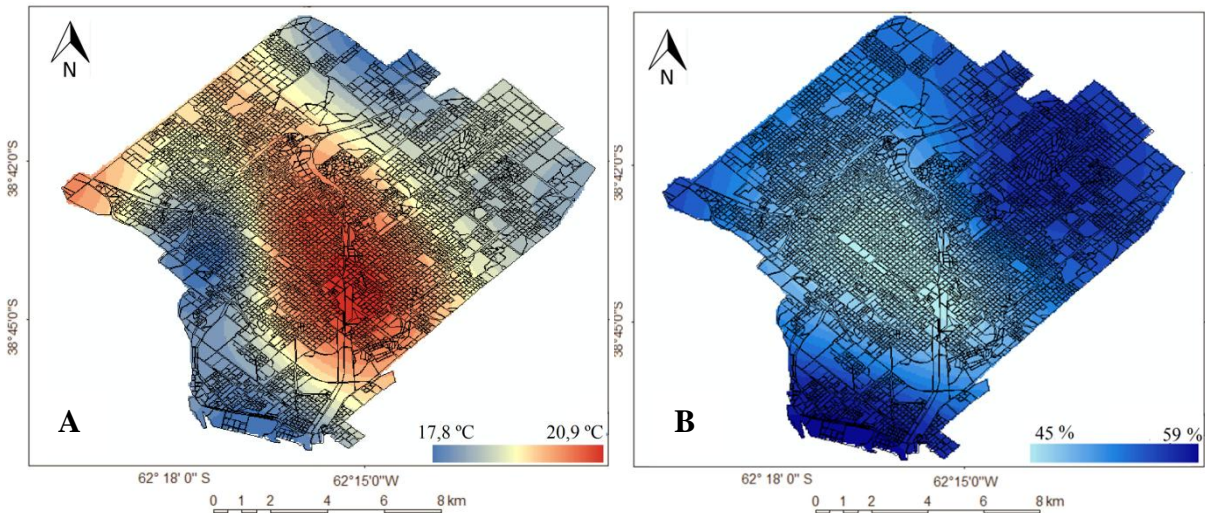 N
38°42'0"S
38°45'0"S
A
17,8 ºC 20,9 ºC
62° 18' 0" S 62°15'0"W
0 1 2 4 6 8 km
N
38°42'0"S
38°45'0"S
B
45 % 59 %
62° 18' 0" S 62°15'0"W
0 1 2 4 6 8 km